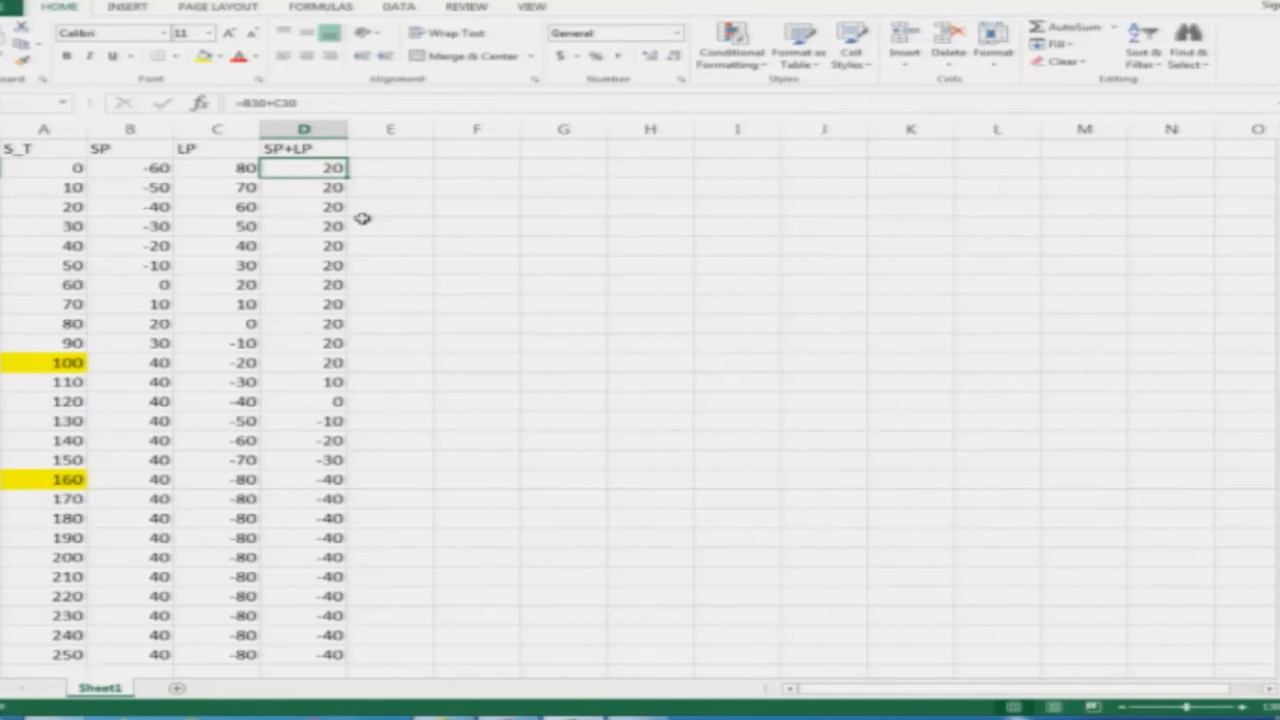 HOME INSERT PAGE LAYOUT FORMULAS DATA REVIEW VIEW
Calibri 11 A A Wrap Text General Conditional Format as Cell Insert Delete Format AutoSum Sort & Find &
B I U A Merge & Center $ % Formatting Table Styles Fill Filter Select
Clear
Font Alignment Number Styles Cells Editing
fx =B30+C30
A B C D E F G H I J K L M N O
S_T SP LP SP+LP
0 -60 80 20
10 -50 70 20
20 -40 60 20
30 -30 50 20
40 -20 40 20
50 -10 30 20
60 0 20 20
70 10 10 20
80 20 0 20
90 30 -10 20
100 40 -20 20
110 40 -30 10
120 40 -40 0
130 40 -50 -10
140 40 -60 -20
150 40 -70 -30
160 40 -80 -40
170 40 -80 -40
180 40 -80 -40
190 40 -80 -40
200 40 -80 -40
210 40 -80 -40
220 40 -80 -40
230 40 -80 -40
240 40 -80 -40
250 40 -80 -40
Sheet1